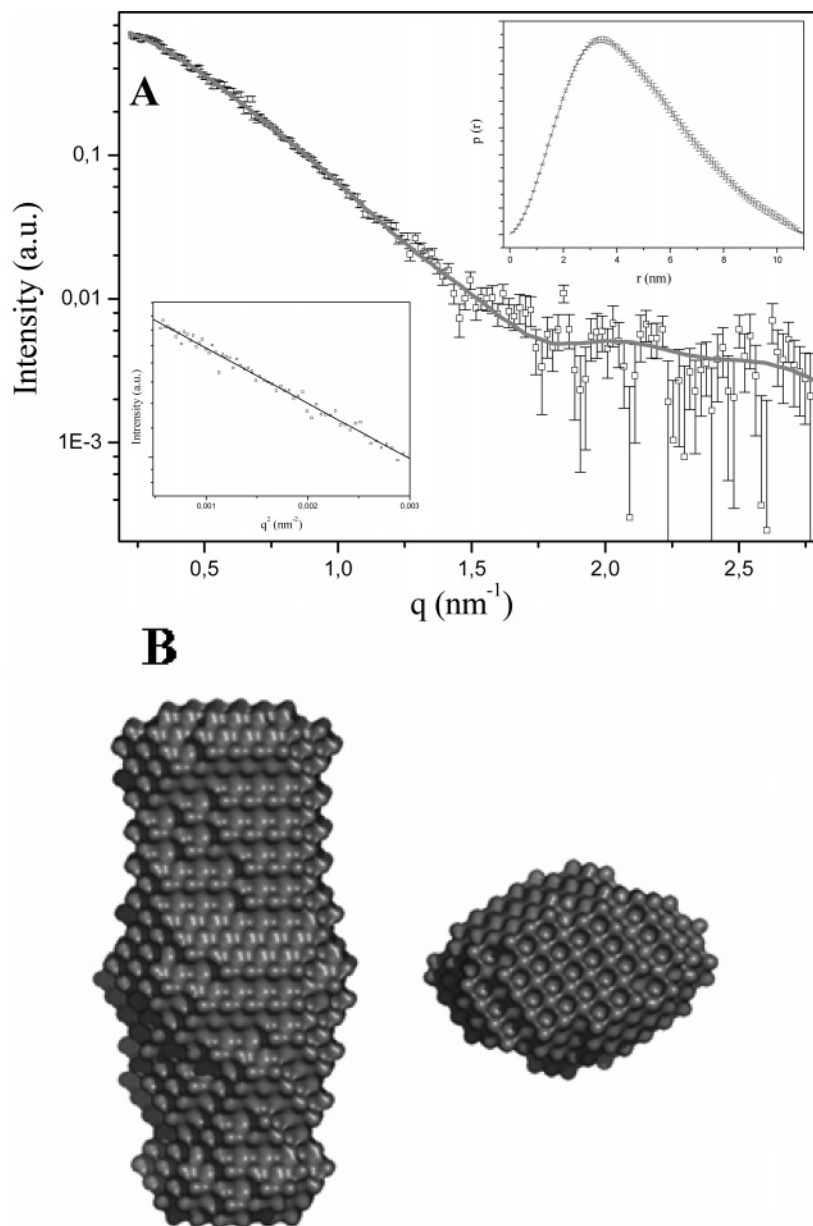 A
Intensity (a.u.)
0,1
0,01
1E-3
0,5
1,0
1,5
2,0
2,5
q (nm⁻¹)
p (r)
0
2
4
6
8
10
r (nm)
Intrensity (a.u.)
0.001
0.002
0.003
q² (nm⁻²)
B